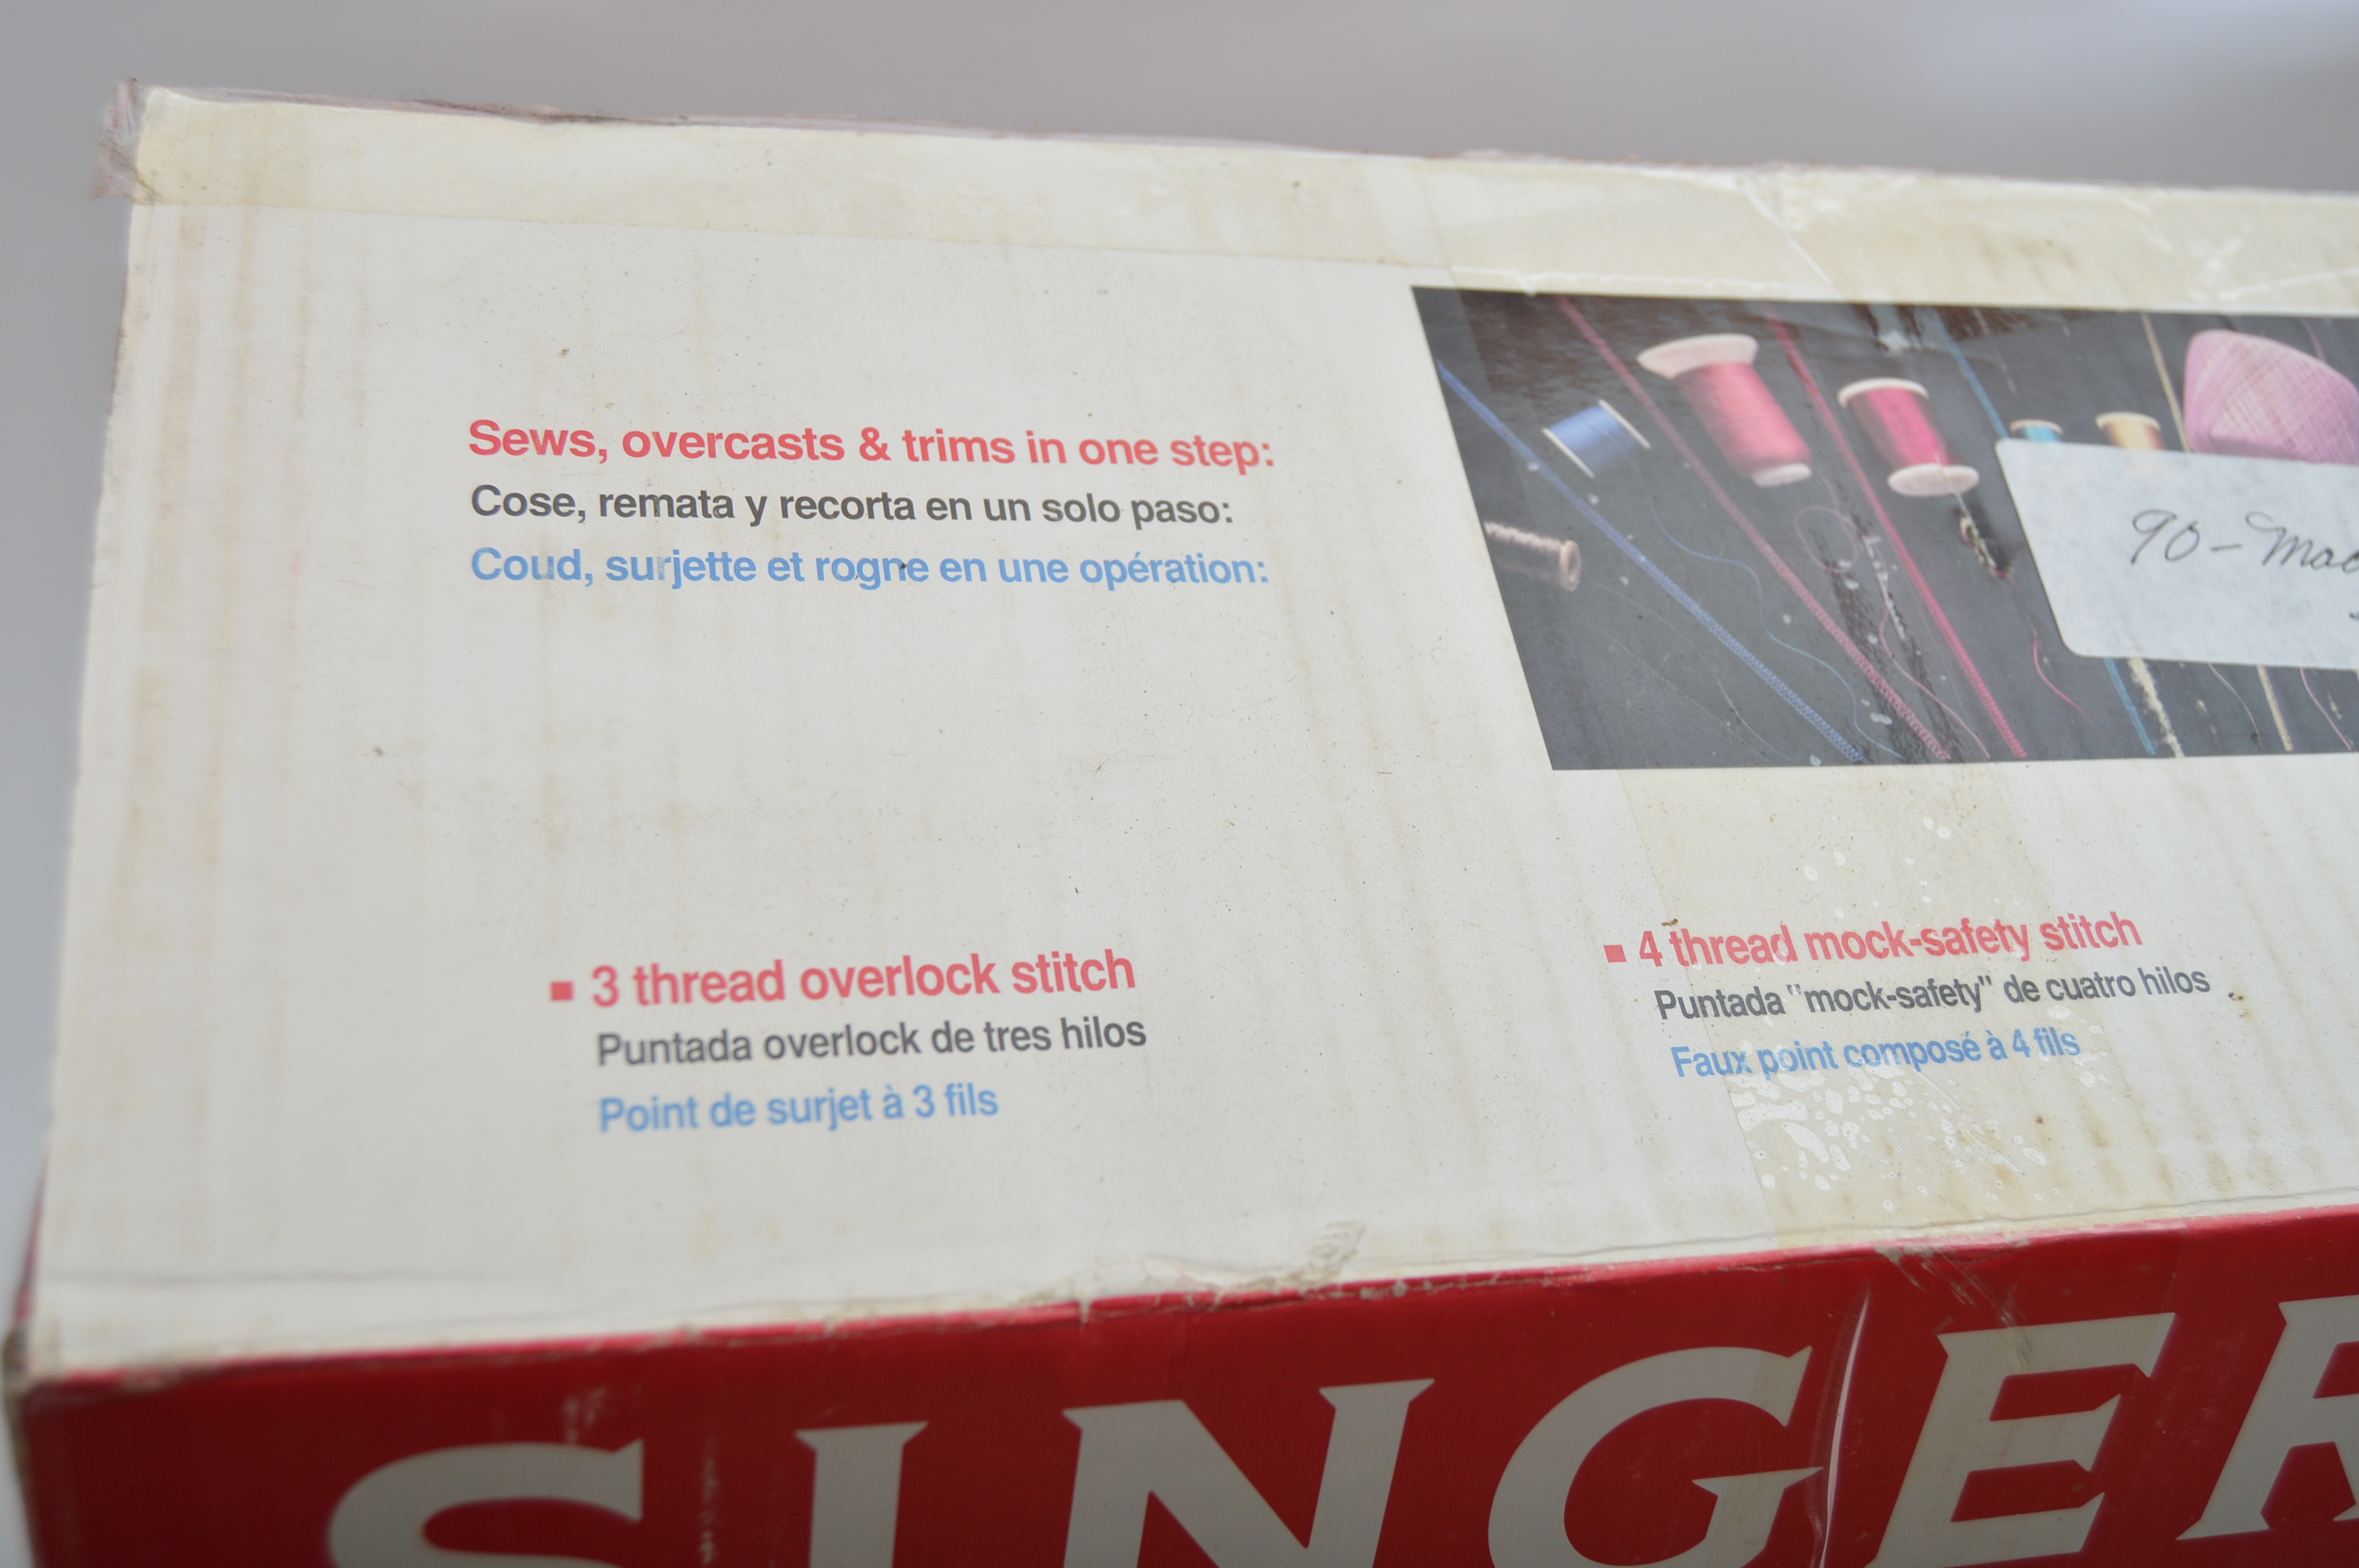 Sews, overcasts & trims in one step:
Cose, remata y recorta en un solo paso:
Coud, surjette et rogne en une opération:
90-
■ 3 thread overlock stitch
Puntada overlock de tres hilos
Point de surjet à 3 fils
■ 4 thread mock-safety stitch
Puntada "mock-safety" de cuatro hilos
Faux point composé à 4 fils
SINGER